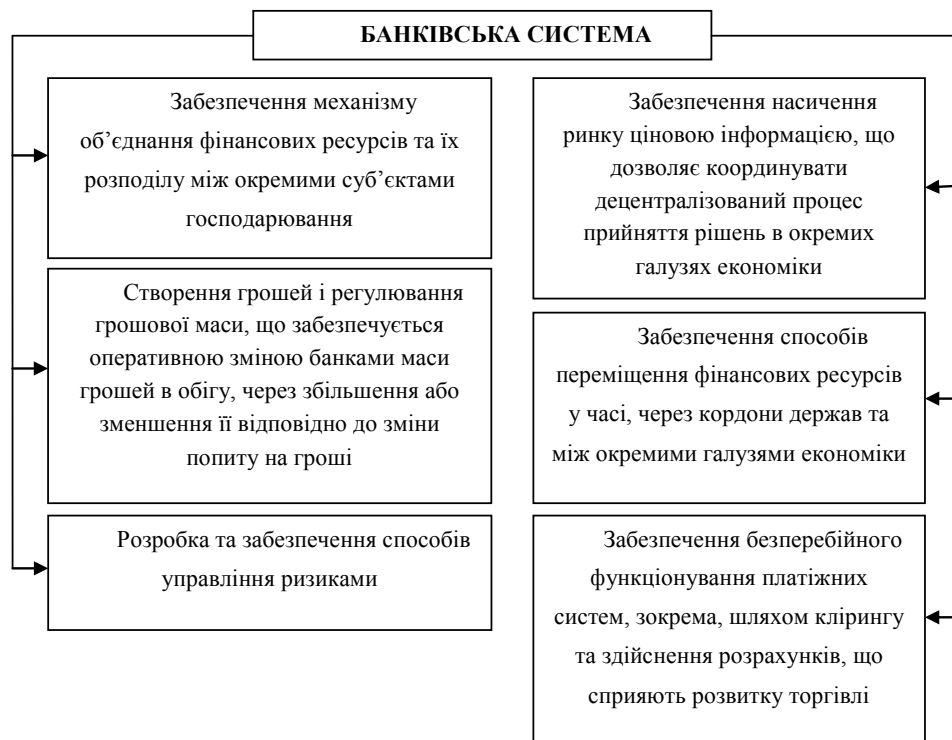 БАНКІВСЬКА СИСТЕМА
Забезпечення механізму
об’єднання фінансових ресурсів та їх
розподілу між окремими суб’єктами
господарювання
Створення грошей і регулювання
грошової маси, що забезпечується
оперативною зміною банками маси
грошей в обігу, через збільшення або
зменшення її відповідно до зміни
попиту на гроші
Розробка та забезпечення способів
управління ризиками
Забезпечення насичення
ринку ціновою інформацією, що
дозволяє координувати
децентралізований процес
прийняття рішень в окремих
галузях економіки
Забезпечення способів
переміщення фінансових ресурсів
у часі, через кордони держав та
між окремими галузями економіки
Забезпечення безперебійного
функціонування платіжних
систем, зокрема, шляхом клірингу
та здійснення розрахунків, що
сприяють розвитку торгівлі